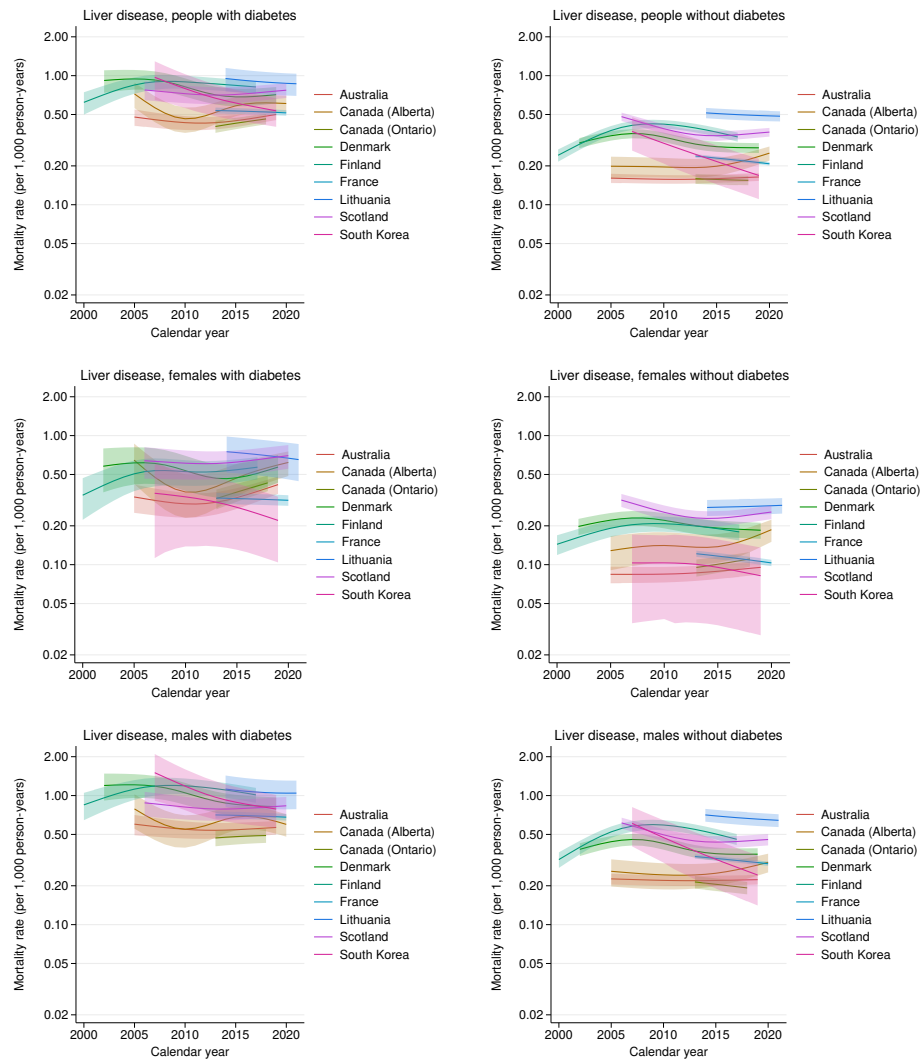 Liver disease, people with diabetes
Mortality rate (per 1,000 person-years)
2.00
1.00
0.50
0.20
0.10
0.05
0.02
2000 2005 2010 2015 2020
Calendar year
Australia
Canada (Alberta)
Canada (Ontario)
Denmark
Finland
France
Lithuania
Scotland
South Korea
Liver disease, people without diabetes
Mortality rate (per 1,000 person-years)
2.00
1.00
0.50
0.20
0.10
0.05
0.02
2000 2005 2010 2015 2020
Calendar year
Australia
Canada (Alberta)
Canada (Ontario)
Denmark
Finland
France
Lithuania
Scotland
South Korea
Liver disease, females with diabetes
Mortality rate (per 1,000 person-years)
2.00
1.00
0.50
0.20
0.10
0.05
0.02
2000 2005 2010 2015 2020
Calendar year
Australia
Canada (Alberta)
Canada (Ontario)
Denmark
Finland
France
Lithuania
Scotland
South Korea
Liver disease, females without diabetes
Mortality rate (per 1,000 person-years)
2.00
1.00
0.50
0.20
0.10
0.05
0.02
2000 2005 2010 2015 2020
Calendar year
Australia
Canada (Alberta)
Canada (Ontario)
Denmark
Finland
France
Lithuania
Scotland
South Korea
Liver disease, males with diabetes
Mortality rate (per 1,000 person-years)
2.00
1.00
0.50
0.20
0.10
0.05
0.02
2000 2005 2010 2015 2020
Calendar year
Australia
Canada (Alberta)
Canada (Ontario)
Denmark
Finland
France
Lithuania
Scotland
South Korea
Liver disease, males without diabetes
Mortality rate (per 1,000 person-years)
2.00
1.00
0.50
0.20
0.10
0.05
0.02
2000 2005 2010 2015 2020
Calendar year
Australia
Canada (Alberta)
Canada (Ontario)
Denmark
Finland
France
Lithuania
Scotland
South Korea